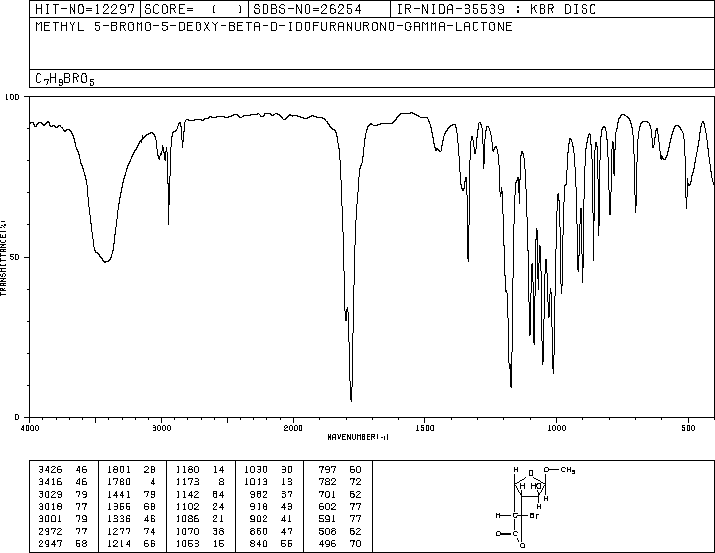 HIT-NO=12297 SCORE= ( ) SDBS-NO=26254 IR-NIDA-35539 : KBR DISC
METHYL 5-BROMO-5-DEOXY-BETA-D-IDOFURANURONO-GAMMA-LACTONE
C7H9BRO5
100
50
0
TRANSMITTANCE(%)
4000 3000 2000 1500 1000 500
WAVENUMBER(-1)
3426 46 1801 28 1180 14 1030 30 797 60
3416 46 1780 4 1173 8 1013 13 782 72
3029 79 1441 79 1142 64 982 37 701 62
3018 77 1366 68 1102 24 918 43 602 77
3001 79 1336 46 1086 21 902 41 591 77
2972 77 1277 74 1070 38 860 47 508 62
2947 58 1214 66 1053 16 840 55 496 70
H O O CH3
H HO H
H
H C Br
O C O